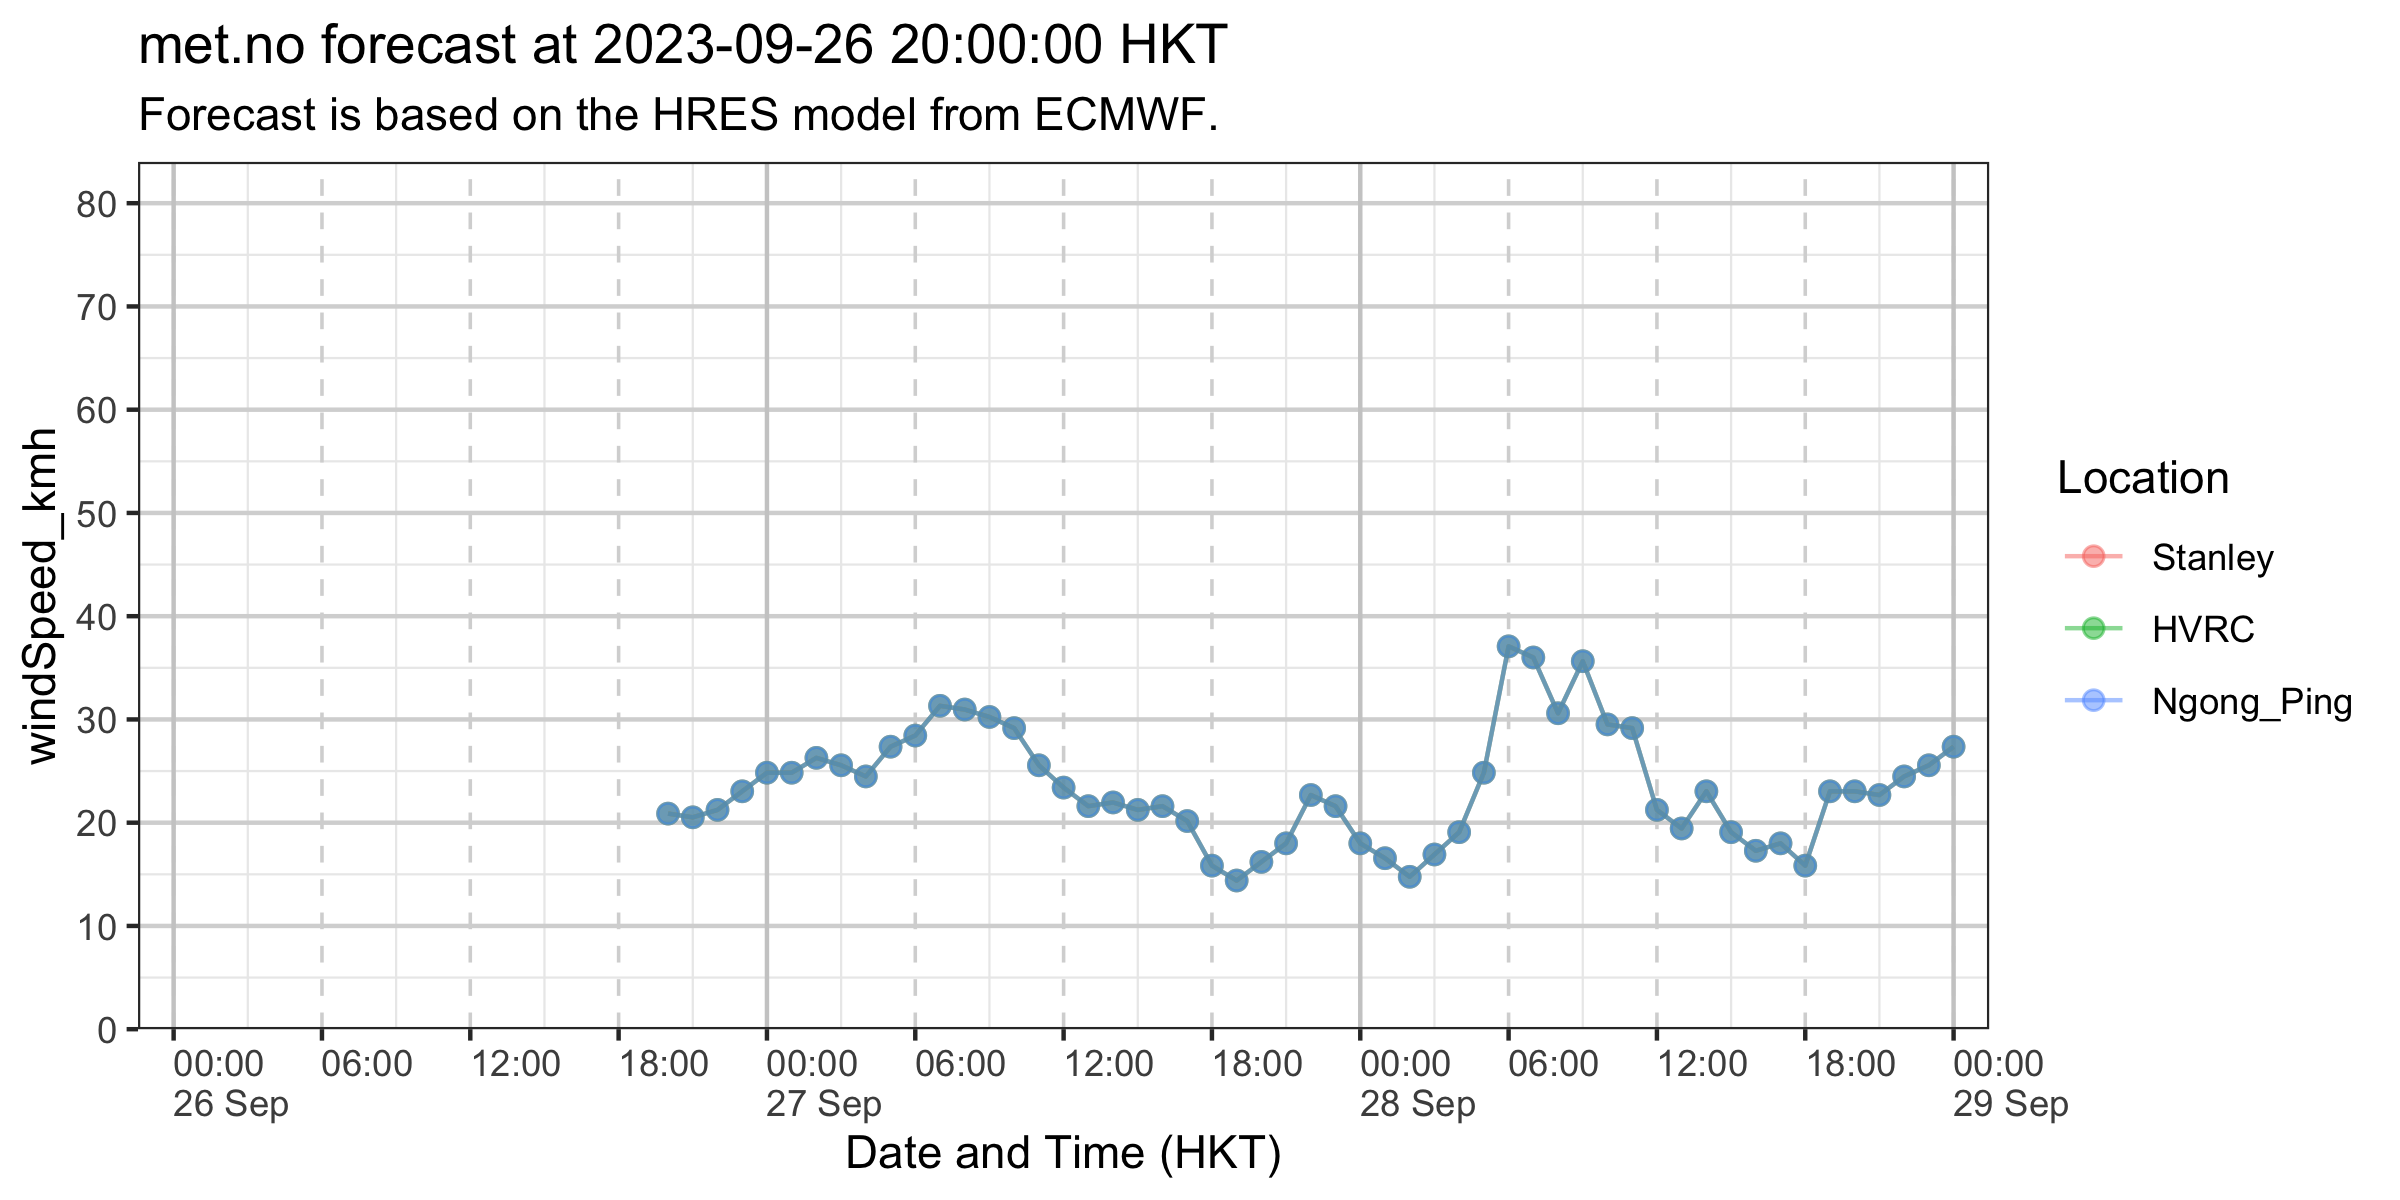 met.no forecast at 2023-09-26 20:00:00 HKT
Forecast is based on the HRES model from ECMWF.
windSpeed_kmh
80
70
60
50
40
30
20
10
0
00:00 06:00 12:00 18:00 00:00 06:00 12:00 18:00 00:00 06:00 12:00 18:00 00:00
26 Sep 27 Sep 28 Sep 29 Sep
Date and Time (HKT)
Location
Stanley
HVRC
Ngong_Ping